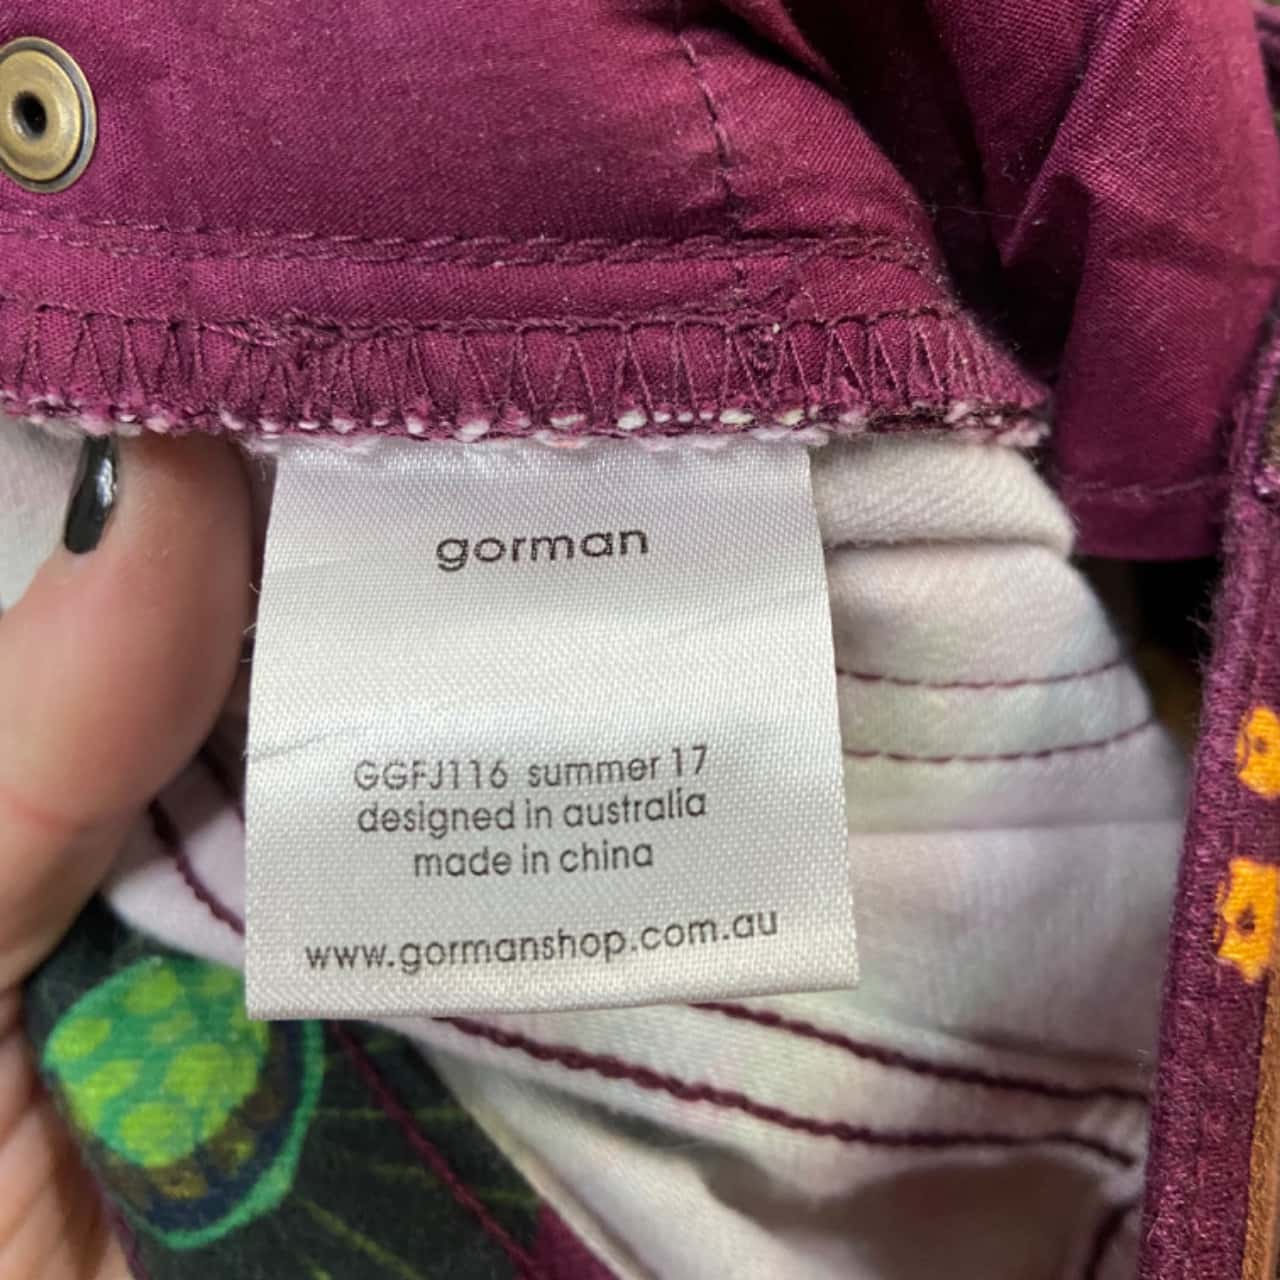 gorman
GGFJ116 summer 17
designed in australia
made in china
www.gormanshop.com.au